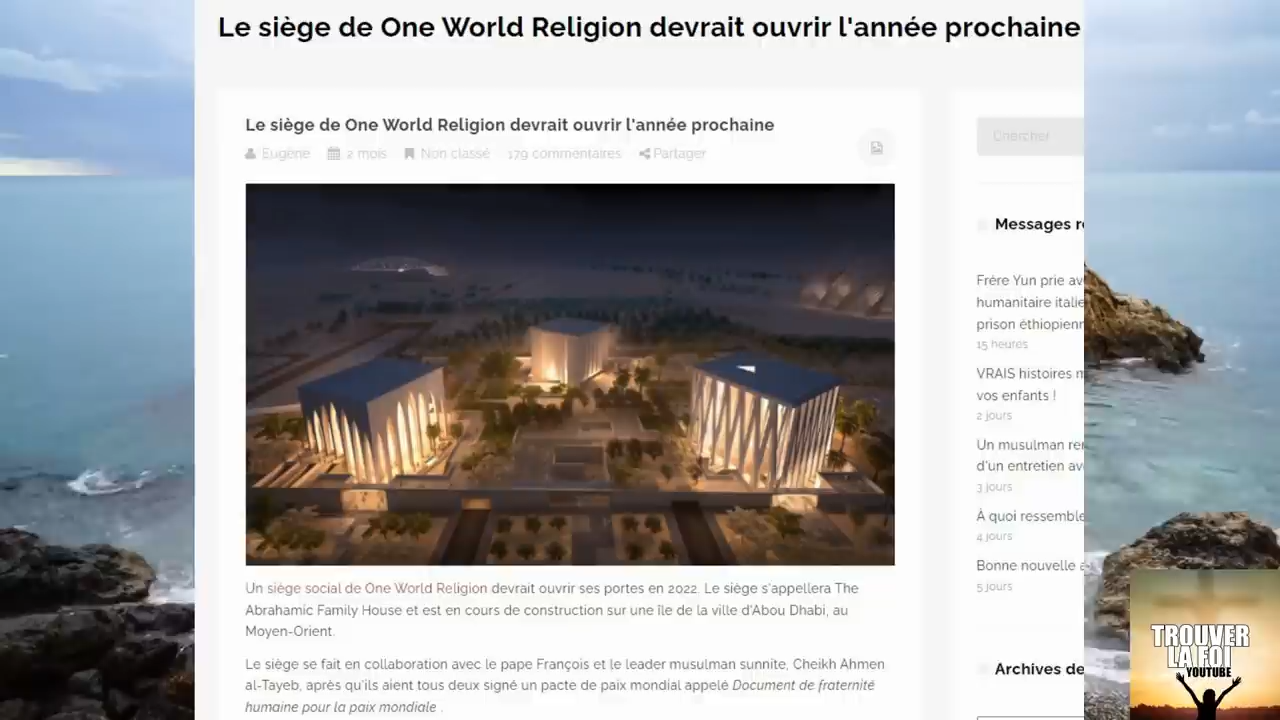 Le siège de One World Religion devrait ouvrir l'année prochaine
Le siège de One World Religion devrait ouvrir l'année prochaine
Eugène 2 mois Non classé 179 commentaires Partager
Un siège social de One World Religion devrait ouvrir ses portes en 2022. Le siège s'appellera The
Abrahamic Family House et est en cours de construction sur une île de la ville d'Abou Dhabi, au
Moyen-Orient.
Le siège se fait en collaboration avec le pape François et le leader musulman sunnite, Cheikh Ahmen
al-Tayeb, après qu'ils aient tous deux signé un pacte de paix mondial appelé Document de fraternité
humaine pour la paix mondiale .
Chercher
Messages
Frère Yun prie
humanitaire
prison
15 heures
VRAIS histoires
vos enfants !
2 jours
Un musulman
d'un entretien
3 jours
À quoi
4 jours
Bonne nouvelle
5 jours
Archives
TROUVER
LA FOI
YOUTUBE